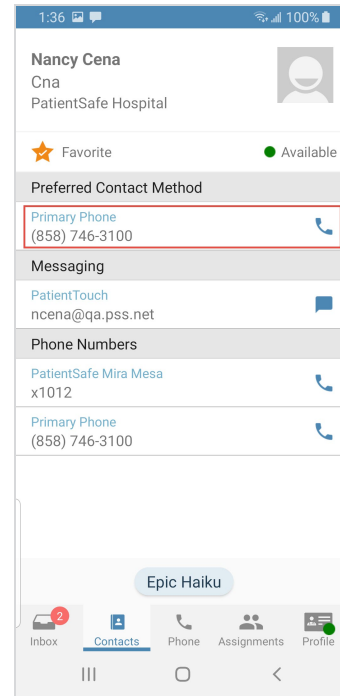 1:36 100%
Nancy Cena
Cna
PatientSafe Hospital
Favorite Available
Preferred Contact Method
Primary Phone
(858) 746-3100
Messaging
PatientTouch
ncena@qa.pss.net
Phone Numbers
PatientSafe Mira Mesa
x1012
Primary Phone
(858) 746-3100
Epic Haiku
2
Inbox Contacts Phone Assignments Profile